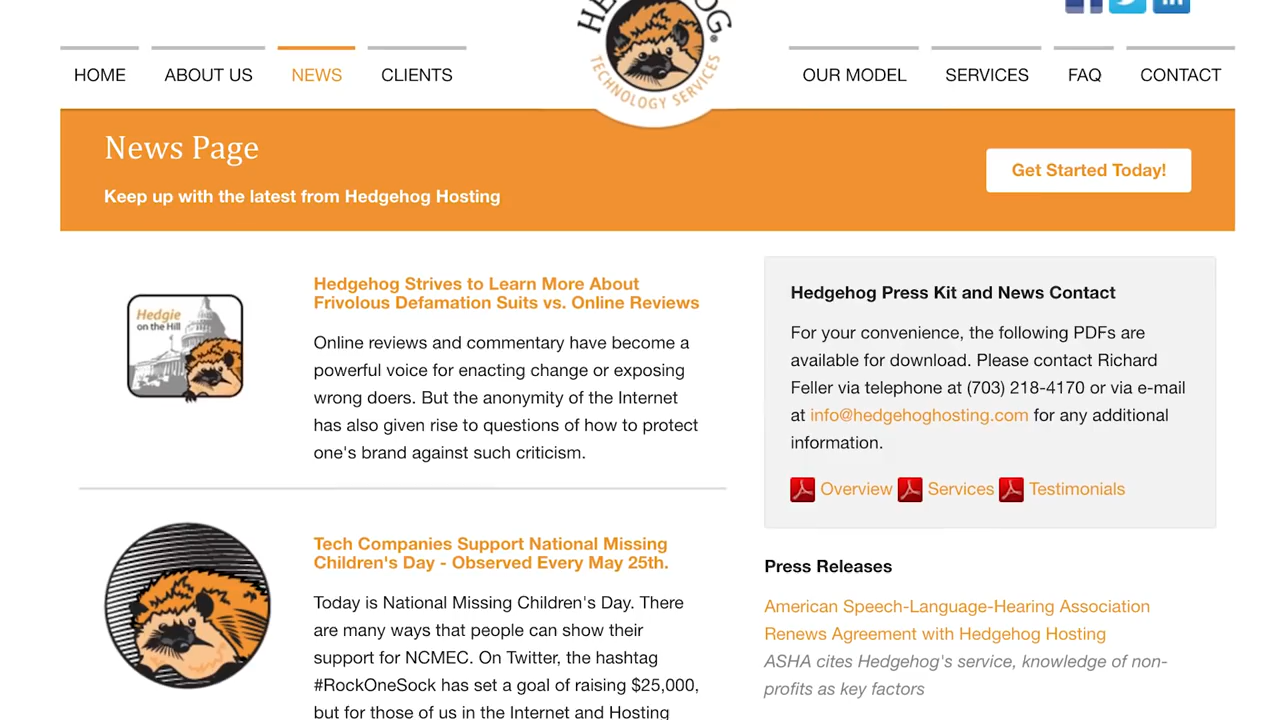 HEDGEHOG®
TECHNOLOGY SERVICES
HOME ABOUT US NEWS CLIENTS OUR MODEL SERVICES FAQ CONTACT
News Page
Keep up with the latest from Hedgehog Hosting
Get Started Today!
Hedgie
on the Hill
Hedgehog Strives to Learn More About
Frivolous Defamation Suits vs. Online Reviews
Online reviews and commentary have become a
powerful voice for enacting change or exposing
wrong doers. But the anonymity of the Internet
has also given rise to questions of how to protect
one's brand against such criticism.
Tech Companies Support National Missing
Children's Day - Observed Every May 25th.
Today is National Missing Children's Day. There
are many ways that people can show their
support for NCMEC. On Twitter, the hashtag
#RockOneSock has set a goal of raising $25,000,
but for those of us in the Internet and Hosting
Hedgehog Press Kit and News Contact
For your convenience, the following PDFs are
available for download. Please contact Richard
Feller via telephone at (703) 218-4170 or via e-mail
at info@hedgehoghosting.com for any additional
information.
Overview Services Testimonials
Press Releases
American Speech-Language-Hearing Association
Renews Agreement with Hedgehog Hosting
ASHA cites Hedgehog's service, knowledge of non-
profits as key factors